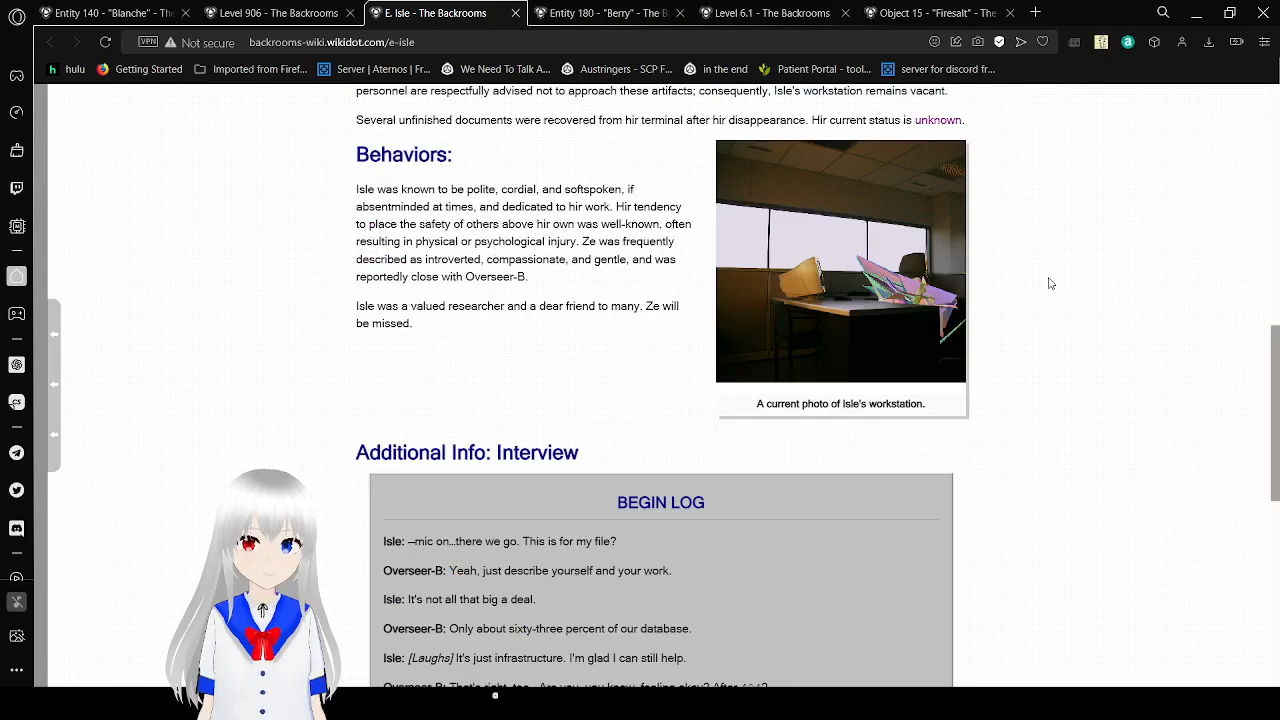 Entity 140 - "Blanche" - The
Level 906 - The Backrooms
E. Isle - The Backrooms
Entity 180 - "Berry" - The B
Level 6.1 - The Backrooms
Object 15 - "Firesalt" - The
VPN Not secure backrooms-wiki.wikidot.com/e-isle
hulu Getting Started Imported from Firef... Server | Aternos | Fr... We Need To Talk A... Austringers - SCP F... in the end Patient Portal - tool... server for discord fr...
personnel are respectfully advised not to approach these artifacts; consequently, Isle's workstation remains vacant.
Several unfinished documents were recovered from hir terminal after hir disappearance. Hir current status is unknown.
Behaviors:
Isle was known to be polite, cordial, and softspoken, if
absentminded at times, and dedicated to hir work. Hir tendency
to place the safety of others above hir own was well-known, often
resulting in physical or psychological injury. Ze was frequently
described as introverted, compassionate, and gentle, and was
reportedly close with Overseer-B.
Isle was a valued researcher and a dear friend to many. Ze will
be missed.
A current photo of Isle's workstation.
Additional Info: Interview
BEGIN LOG
Isle: —mic on...there we go. This is for my file?
Overseer-B: Yeah, just describe yourself and your work.
Isle: It's not all that big a deal.
Overseer-B: Only about sixty-three percent of our database.
Isle: [Laughs] It's just infrastructure. I'm glad I can still help.